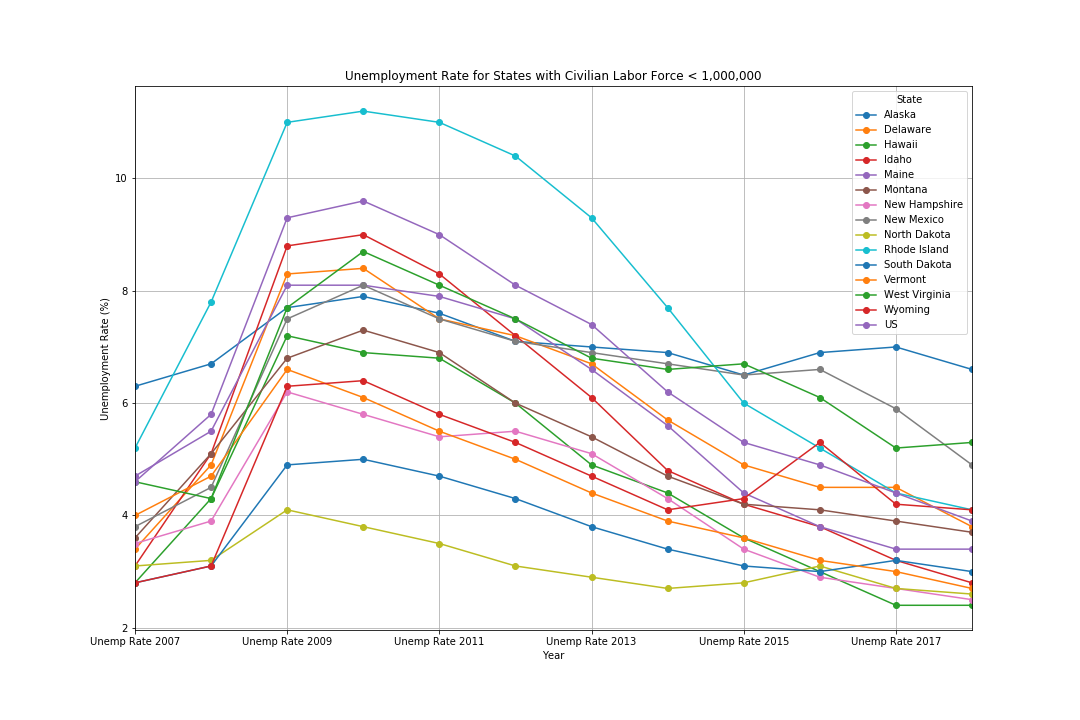 Unemployment Rate for States with Civilian Labor Force < 1,000,000
State
Alaska
Delaware
Hawaii
Idaho
Maine
Montana
New Hampshire
New Mexico
North Dakota
Rhode Island
South Dakota
Vermont
West Virginia
Wyoming
US
Unemployment Rate (%)
10
8
6
4
2
Unemp Rate 2007
Unemp Rate 2009
Unemp Rate 2011
Unemp Rate 2013
Unemp Rate 2015
Unemp Rate 2017
Year